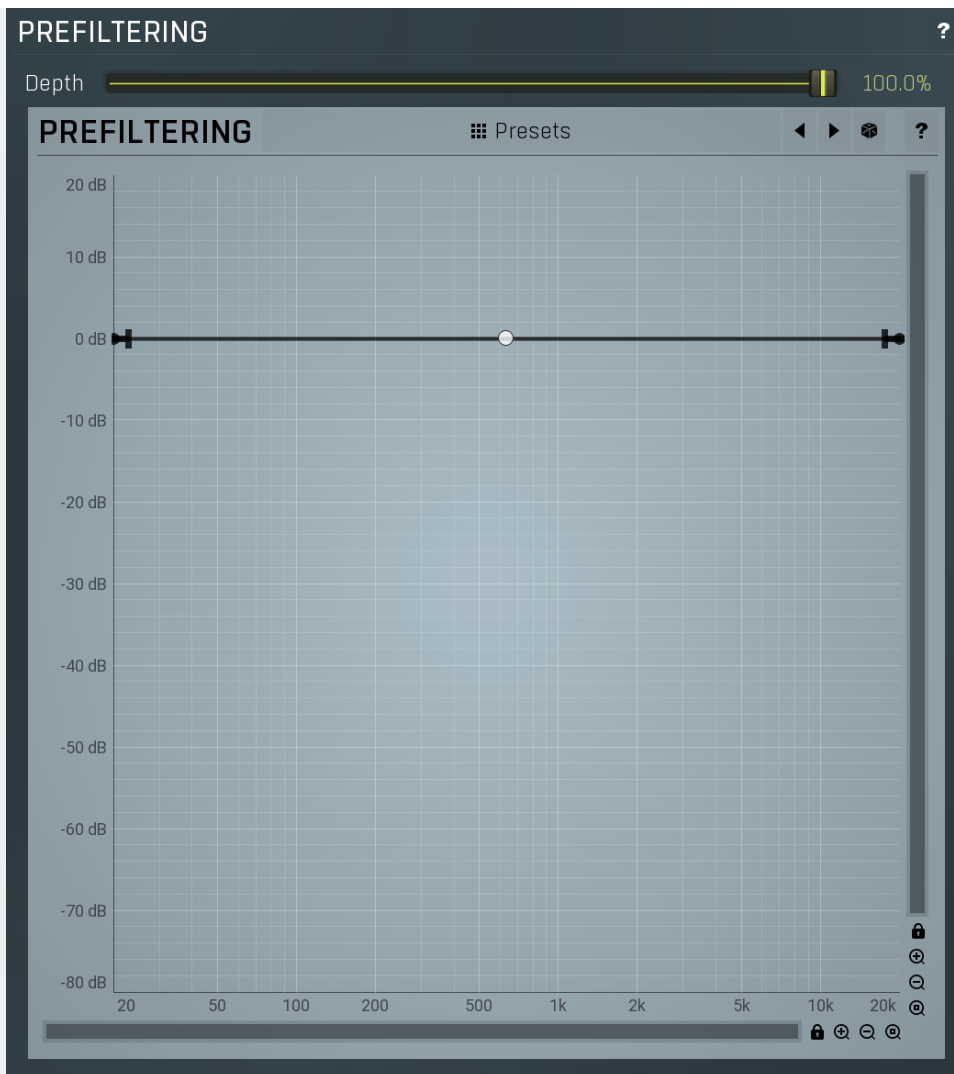 PREFILTERING ?
Depth 100.0%
PREFILTERING Presets ?
20 dB
10 dB
0 dB
-10 dB
-20 dB
-30 dB
-40 dB
-50 dB
-60 dB
-70 dB
-80 dB
20 50 100 200 500 1k 2k 5k 10k 20k